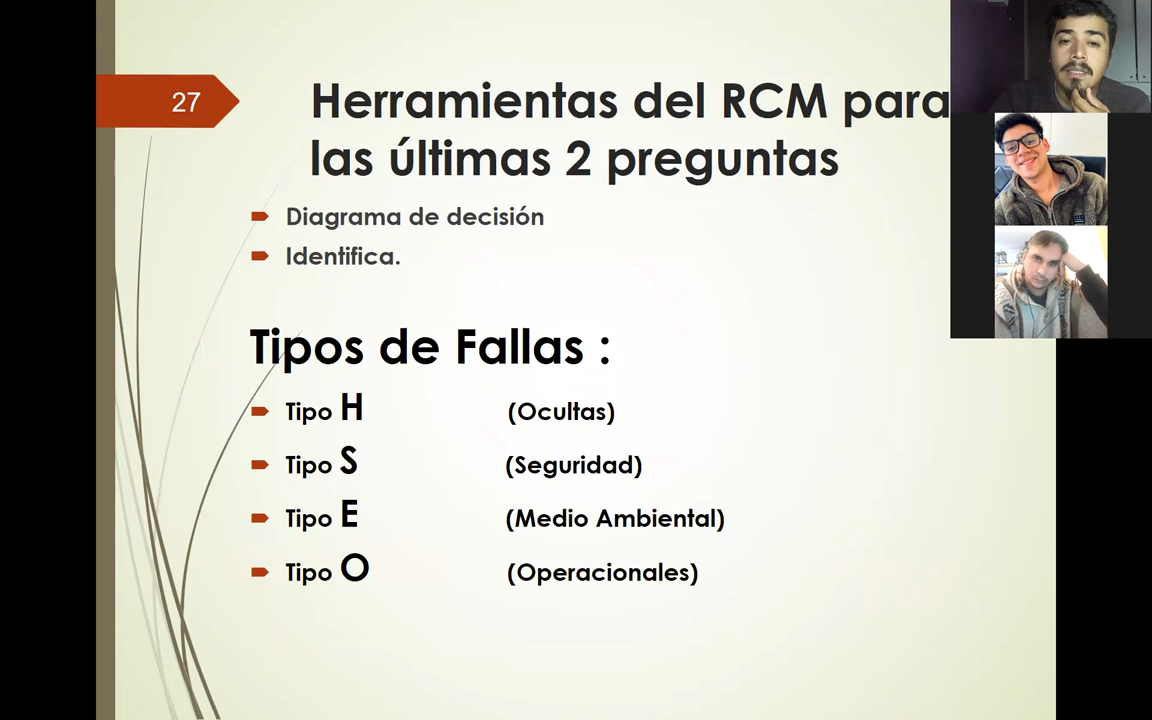 27
Herramientas del RCM para
las últimas 2 preguntas
Diagrama de decisión
Identifica.
Tipos de Fallas :
Tipo H (Ocultas)
Tipo S (Seguridad)
Tipo E (Medio Ambiental)
Tipo O (Operacionales)